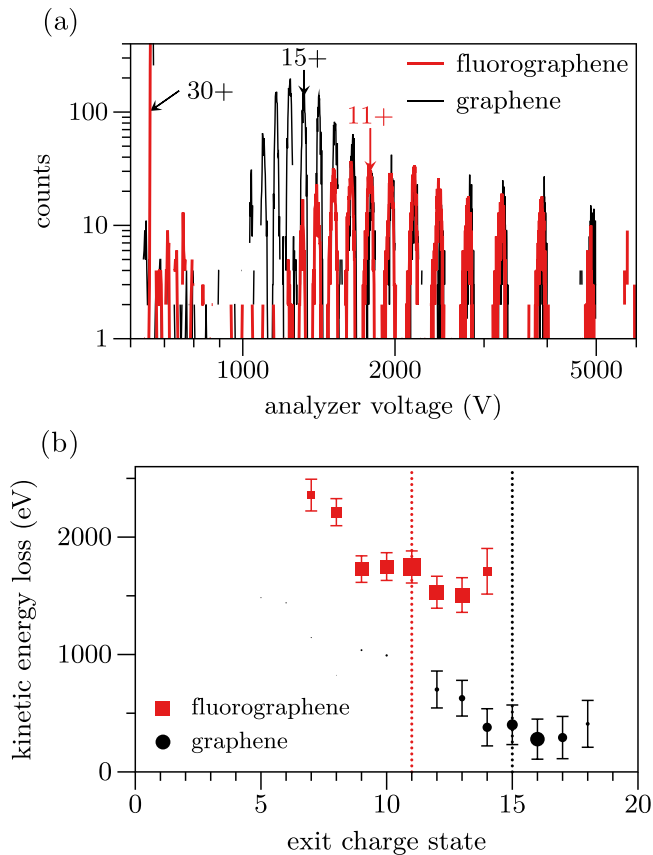 (a)
15+
fluorographene
30+
graphene
11+
100
10
1
counts
1000
2000
5000
analyzer voltage (V)
(b)
kinetic energy loss (eV)
2000
1000
0
fluorographene
graphene
0
5
10
15
20
exit charge state